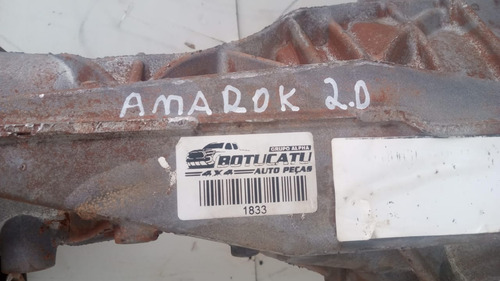 AMAROK 2.0
GRUPO ALPHA
BOTUCATU
4X4 AUTO PEÇAS
1833